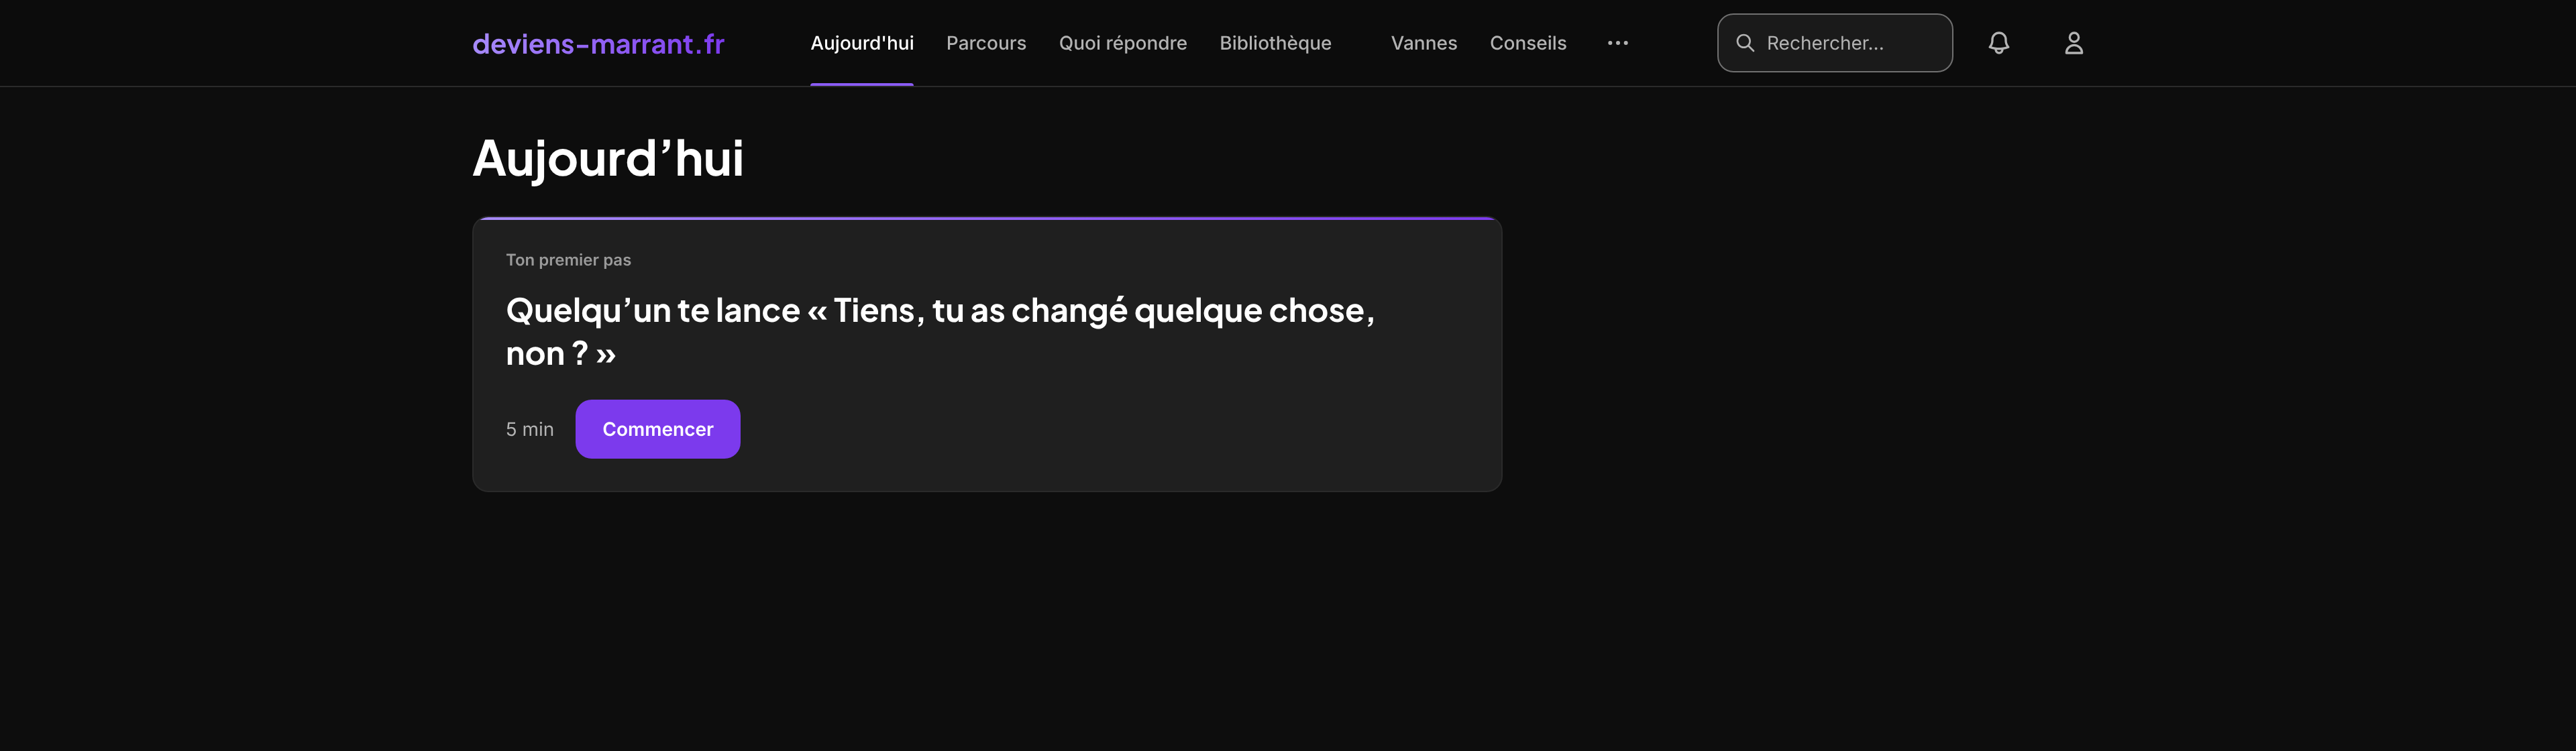 deviens-marrant.fr
Aujourd'hui
Parcours
Quoi répondre
Bibliothèque
Vannes
Conseils
Rechercher...
Aujourd’hui
Ton premier pas
Quelqu’un te lance « Tiens, tu as changé quelque chose,
non ? »
5 min
Commencer